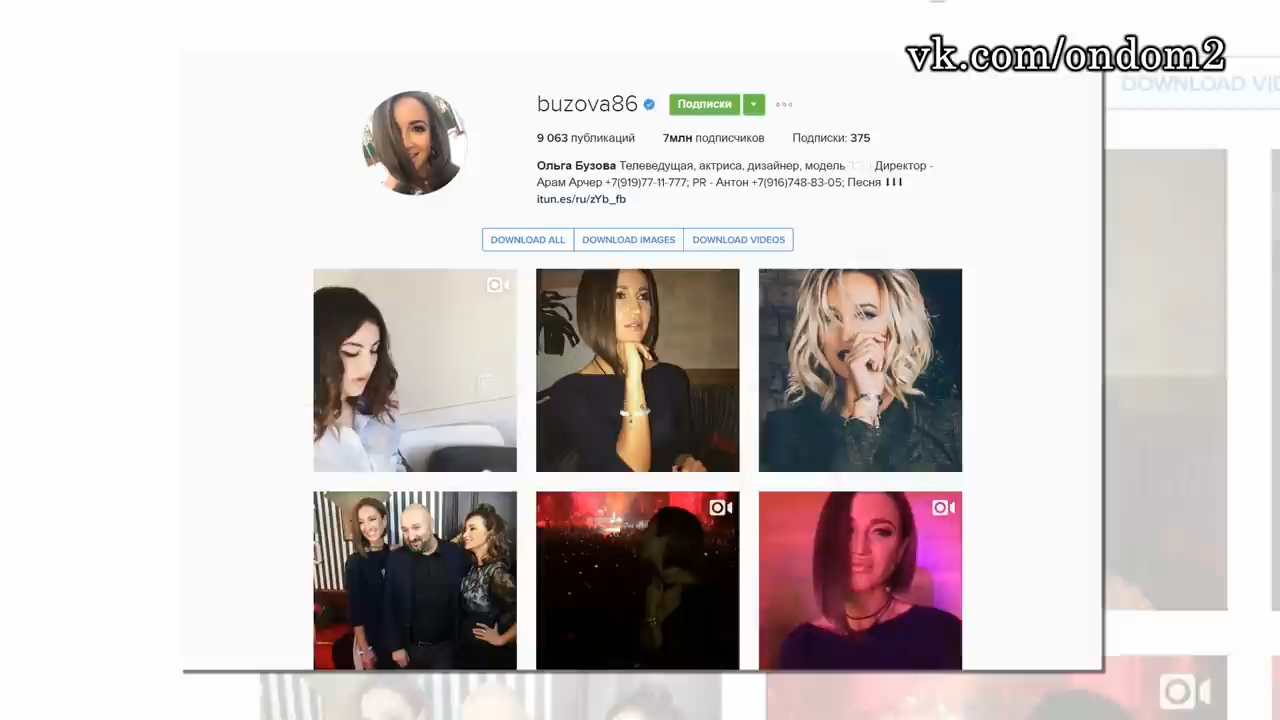 vk.com/ondom2
DOWNLOAD VID
buzova86 Подписки
9 063 публикаций 7млн подписчиков Подписки: 375
Ольга Бузова Телеведущая, актриса, дизайнер, модель Директор -
Арам Арчер +7(919)77-11-777; PR - Антон +7(916)748-83-05; Песня
itun.es/ru/zYb_fb
DOWNLOAD ALL DOWNLOAD IMAGES DOWNLOAD VIDEOS